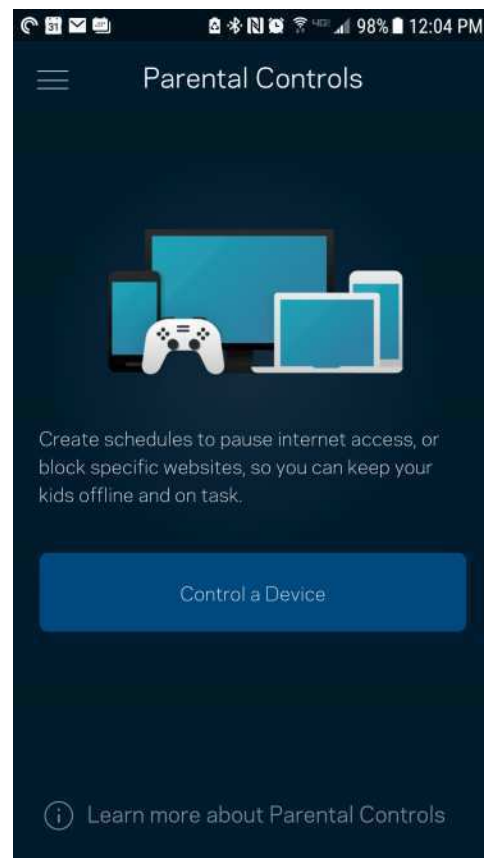 31 98% 12:04 PM
Parental Controls
Create schedules to pause internet access, or
block specific websites, so you can keep your
kids offline and on task.
Control a Device
Learn more about Parental Controls